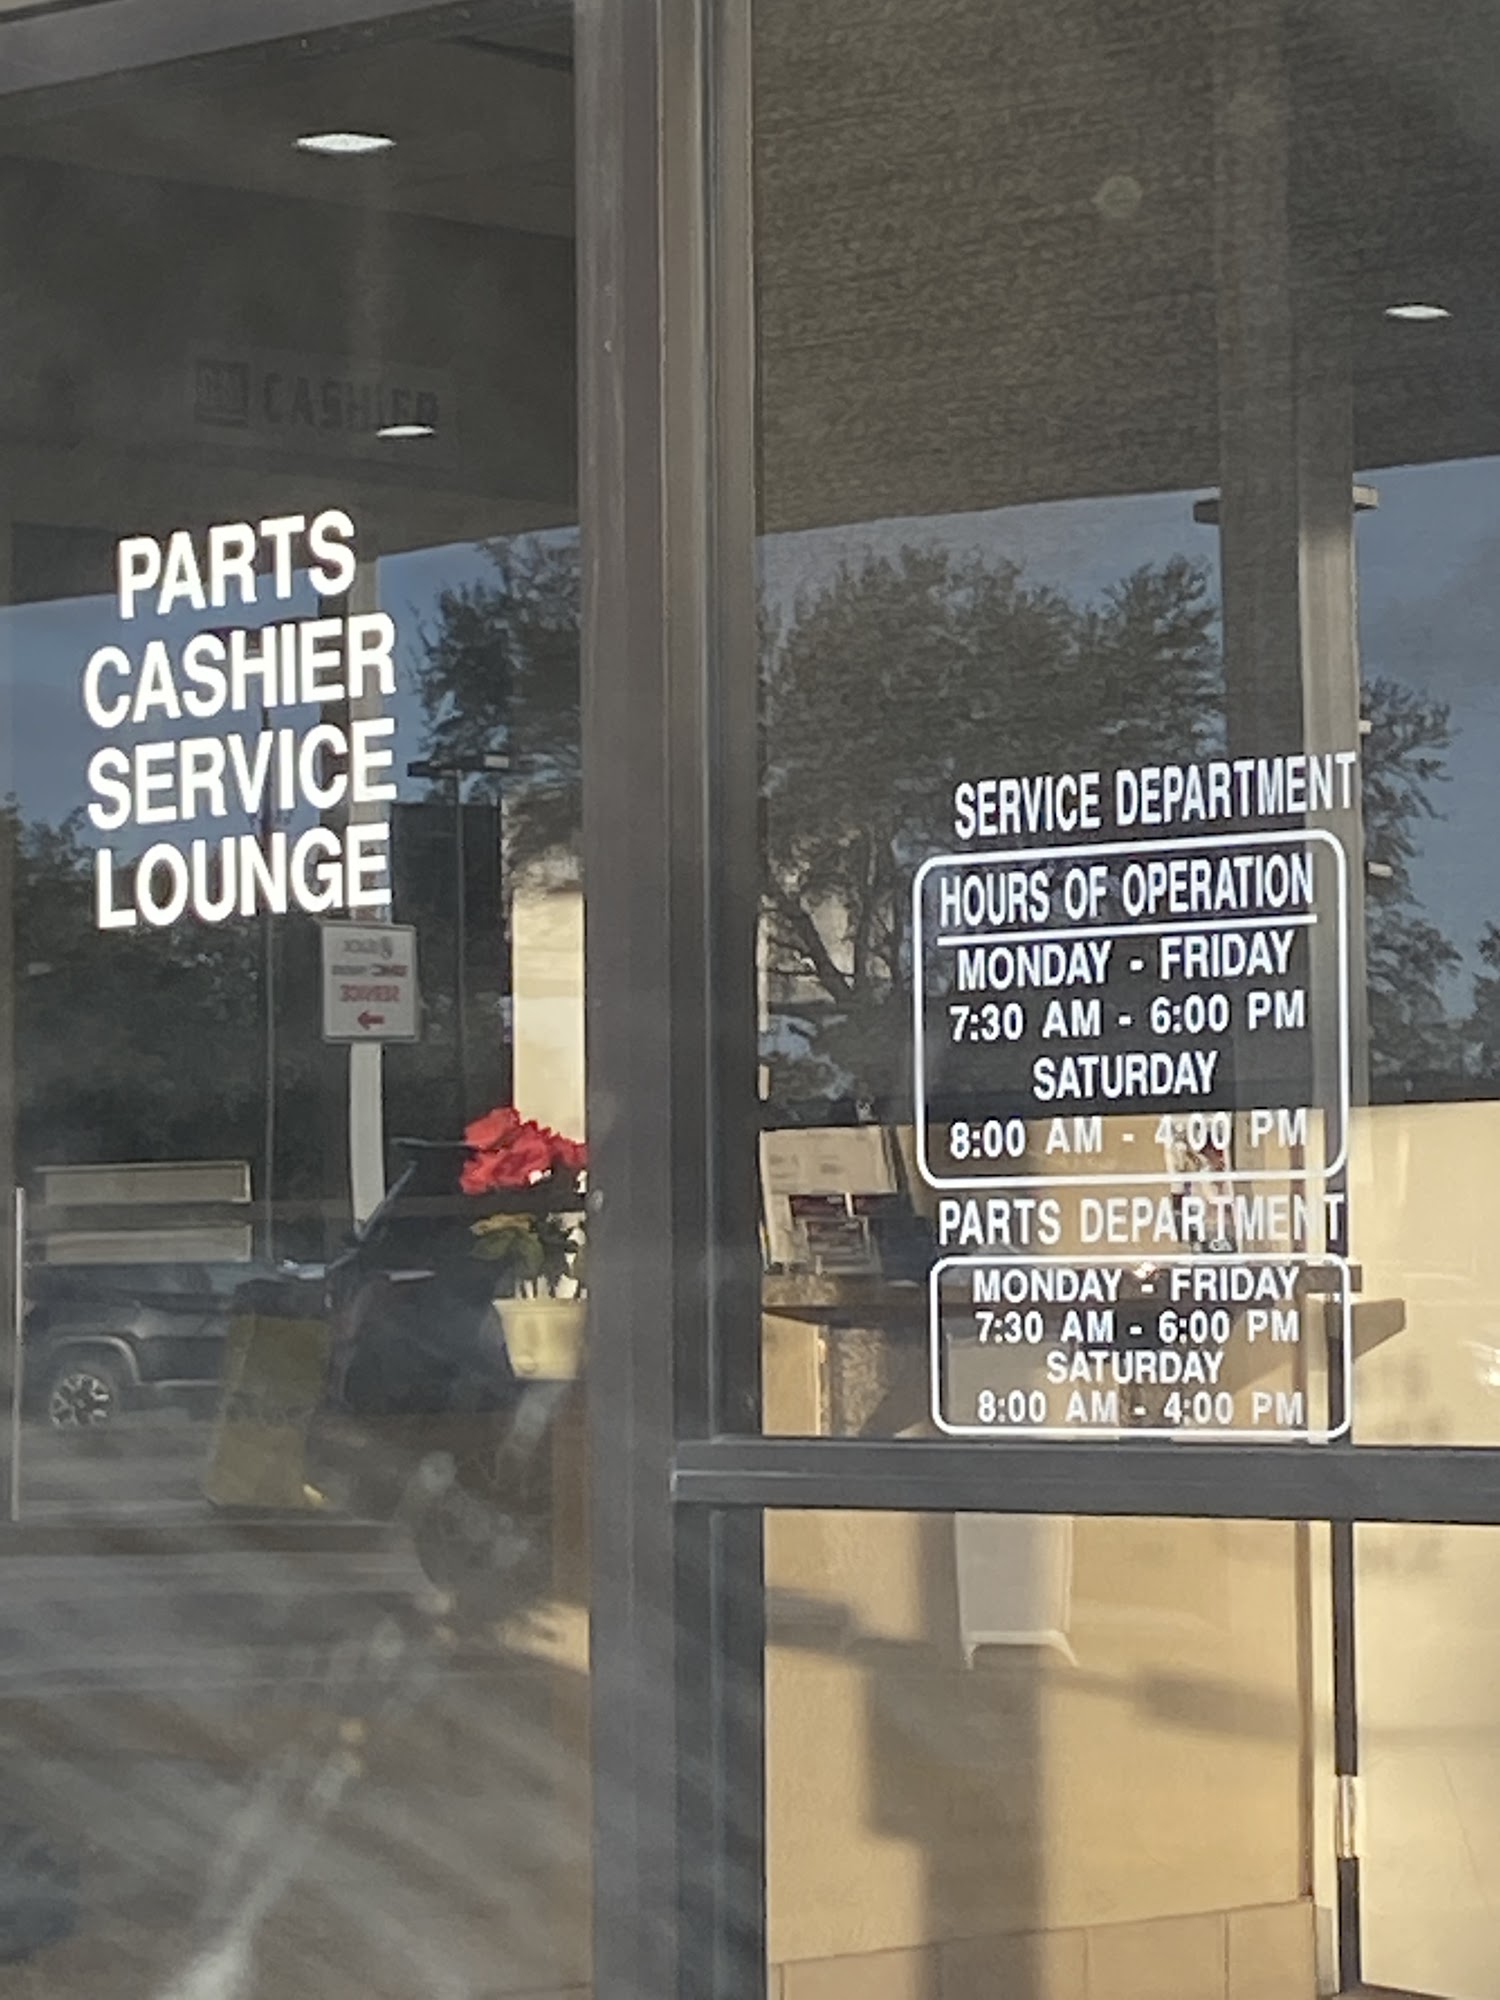 CASHIER
PARTS
CASHIER
SERVICE
LOUNGE
SERVICE
SERVICE DEPARTMENT
HOURS OF OPERATION
MONDAY - FRIDAY
7:30 AM - 6:00 PM
SATURDAY
8:00 AM - 4:00 PM
PARTS DEPARTMENT
MONDAY - FRIDAY
7:30 AM - 6:00 PM
SATURDAY
8:00 AM - 4:00 PM